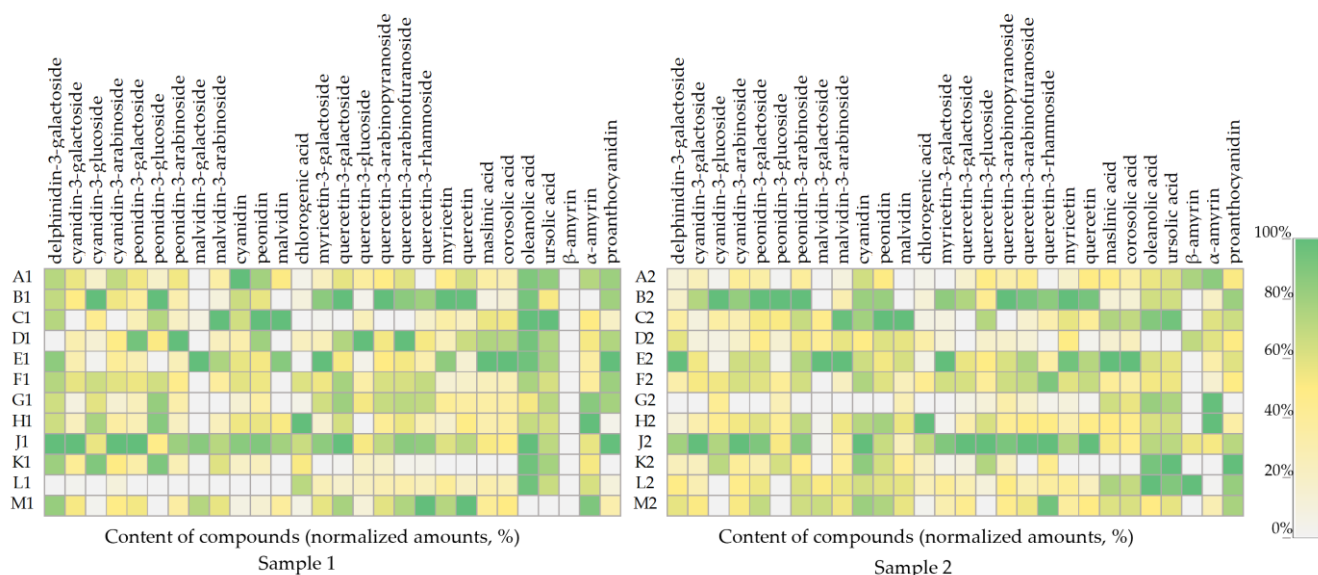 delphinidin-3-galactoside
cyanidin-3-galactoside
cyanidin-3-glucoside
cyanidin-3-arabinoside
peonidin-3-galactoside
peonidin-3-glucoside
peonidin-3-arabinoside
malvidin-3-galactoside
malvidin-3-arabinoside
cyanidin
peonidin
malvidin
chlorogenic acid
myricetin-3-galactoside
quercetin-3-galactoside
quercetin-3-glucoside
quercetin-3-arabinopyranoside
quercetin-3-arabinofuranoside
quercetin-3-rhamnoside
myricetin
quercetin
maslinic acid
corosolic acid
oleanolic acid
ursolic acid
β-amyrin
α-amyrin
proanthocyanidin
A1
B1
C1
D1
E1
F1
G1
H1
J1
K1
L1
M1
Content of compounds (normalized amounts, %)
Sample 1
delphinidin-3-galactoside
cyanidin-3-galactoside
cyanidin-3-glucoside
cyanidin-3-arabinoside
peonidin-3-galactoside
peonidin-3-glucoside
peonidin-3-arabinoside
malvidin-3-galactoside
malvidin-3-arabinoside
cyanidin
peonidin
malvidin
chlorogenic acid
myricetin-3-galactoside
quercetin-3-galactoside
quercetin-3-glucoside
quercetin-3-arabinopyranoside
quercetin-3-arabinofuranoside
quercetin-3-rhamnoside
myricetin
quercetin
maslinic acid
corosolic acid
oleanolic acid
ursolic acid
β-amyrin
α-amyrin
proanthocyanidin
A2
B2
C2
D2
E2
F2
G2
H2
J2
K2
L2
M2
Content of compounds (normalized amounts, %)
Sample 2
100%
80%
60%
40%
20%
0%